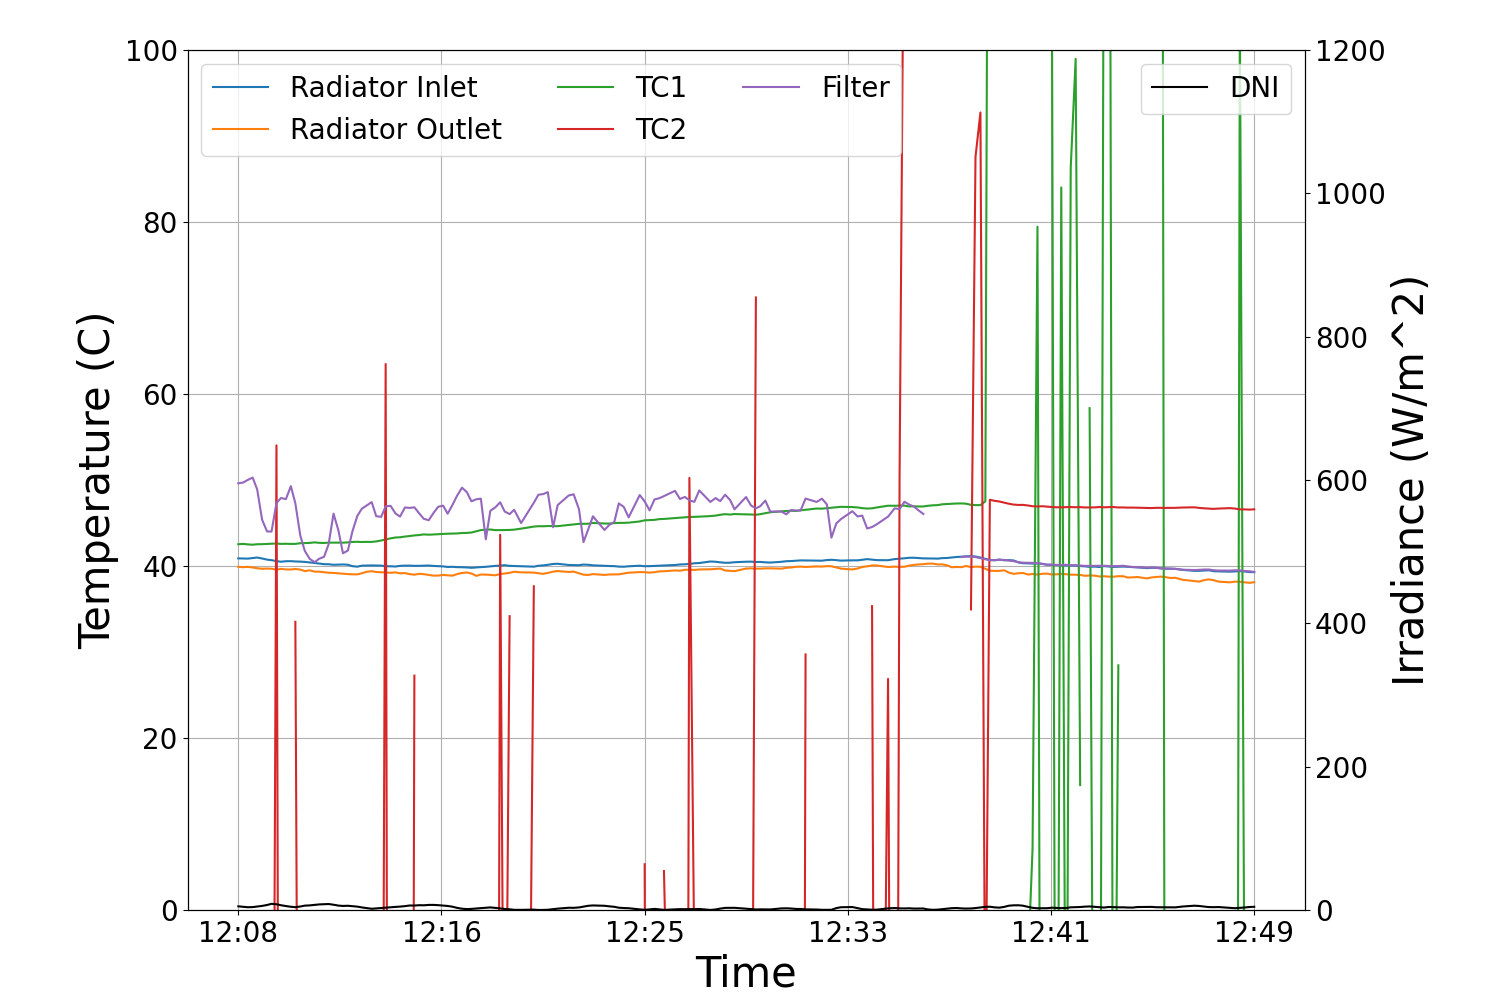 100
80
60
40
20
0
Temperature (C)
Radiator Inlet
Radiator Outlet
TC1
TC2
Filter
DNI
1200
1000
800
600
400
200
0
Irradiance (W/m^2)
12:08 12:16 12:25 12:33 12:41 12:49
Time